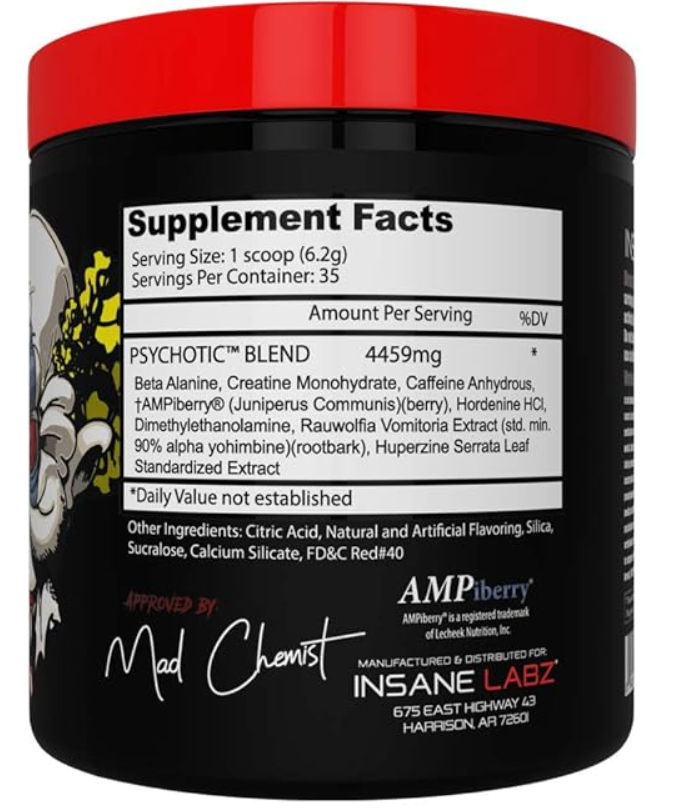 Supplement Facts
Serving Size: 1 scoop (6.2g)
Servings Per Container: 35
Amount Per Serving %DV
PSYCHOTIC™ BLEND 4459mg *
Beta Alanine, Creatine Monohydrate, Caffeine Anhydrous,
†AMPiberry® (Juniperus Communis)(berry), Hordenine HCl,
Dimethylethanolamine, Rauwolfia Vomitoria Extract (std. min.
90% alpha yohimbine)(rootbark), Huperzine Serrata Leaf
Standardized Extract
*Daily Value not established
Other Ingredients: Citric Acid, Natural and Artificial Flavoring, Silica,
Sucralose, Calcium Silicate, FD&C Red#40
APPROVED BY:
Mad Chemist
AMPiberry®
AMPiberry® is a registered trademark
of Lecheek Nutrition, Inc.
MANUFACTURED & DISTRIBUTED FOR:
INSANE LABZ®
675 EAST HIGHWAY 43
HARRISON, AR 72601